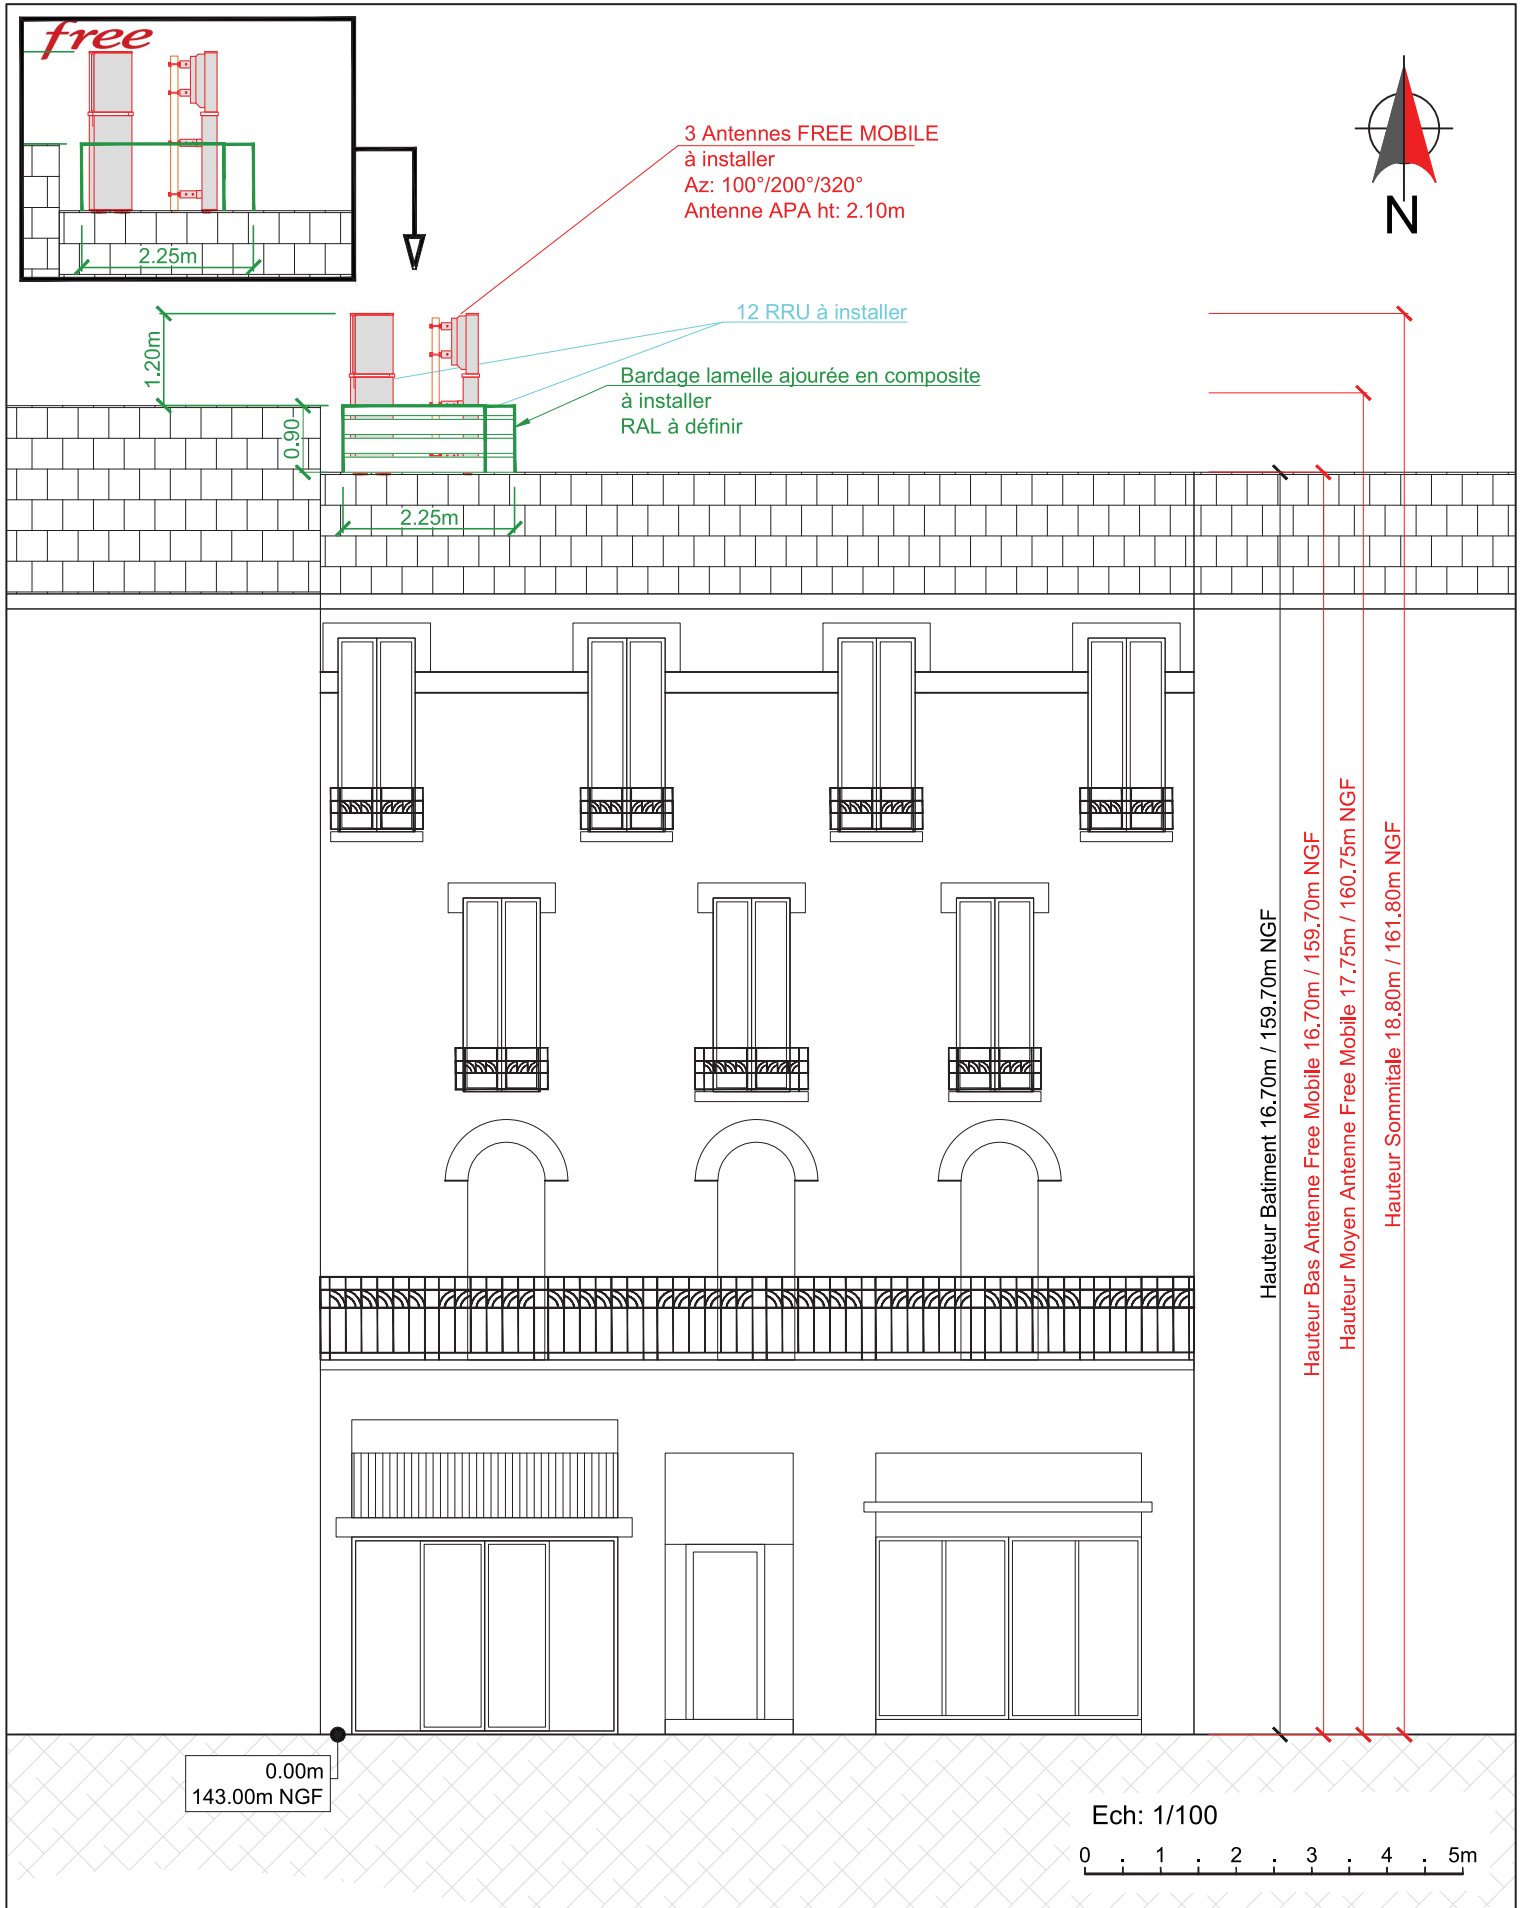 free
2.25m
3 Antennes FREE MOBILE
à installer
Az: 100°/200°/320°
Antenne APA ht: 2.10m
N
12 RRU à installer
1.20m
Bardage lamelle ajourée en composite
à installer
RAL à définir
0.90
2.25m
Hauteur Batiment 16.70m / 159.70m NGF
Hauteur Bas Antenne Free Mobile 16.70m / 159.70m NGF
Hauteur Moyen Antenne Free Mobile 17.75m / 160.75m NGF
Hauteur Sommitale 18.80m / 161.80m NGF
0.00m
143.00m NGF
Ech: 1/100
0 . 1 . 2 . 3 . 4 . 5m